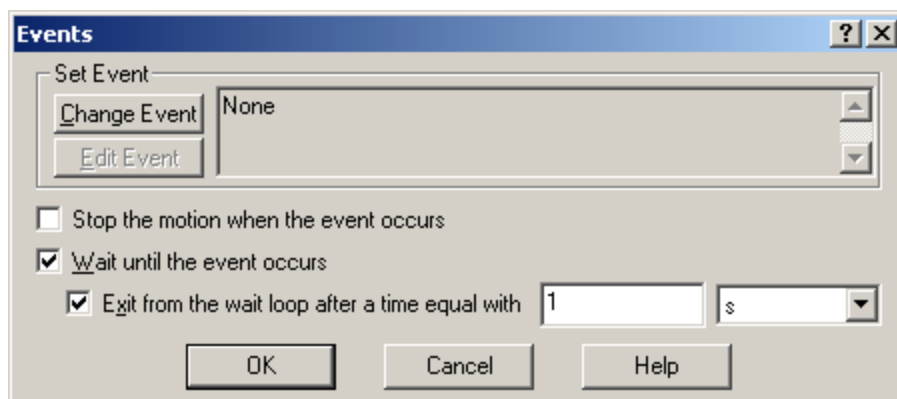 Events
Set Event
Change Event
None
Edit Event
Stop the motion when the event occurs
Wait until the event occurs
Exit from the wait loop after a time equal with 1 s
OK Cancel Help